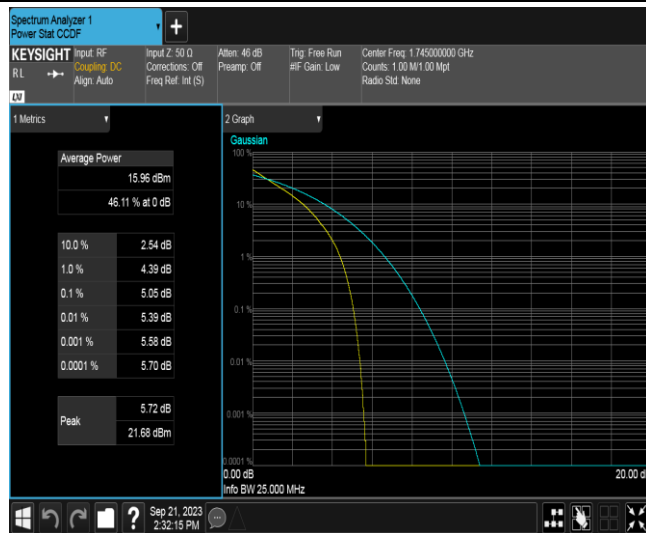 Spectrum Analyzer 1
Power Stat CCDF
+
KEYSIGHT
RL
Input: RF
Coupling: DC
Align: Auto
Input Z: 50 Ω
Corrections: Off
Freq Ref: Int (S)
Atten: 46 dB
Preamp: Off
Trig: Free Run
#IF Gain: Low
Center Freq: 1.745000000 GHz
Counts: 1.00 M/1.00 Mpt
Radio Std: None
1 Metrics
Average Power
15.96 dBm
46.11 % at 0 dB
10.0 % 2.54 dB
1.0 % 4.39 dB
0.1 % 5.05 dB
0.01 % 5.39 dB
0.001 % 5.58 dB
0.0001 % 5.70 dB
Peak
5.72 dB
21.68 dBm
2 Graph
Gaussian
100 %
10 %
1 %
0.1 %
0.01 %
0.001 %
0.0001 %
0.00 dB
20.00 d
Info BW 25.000 MHz
?
Sep 21, 2023
2:32:15 PM